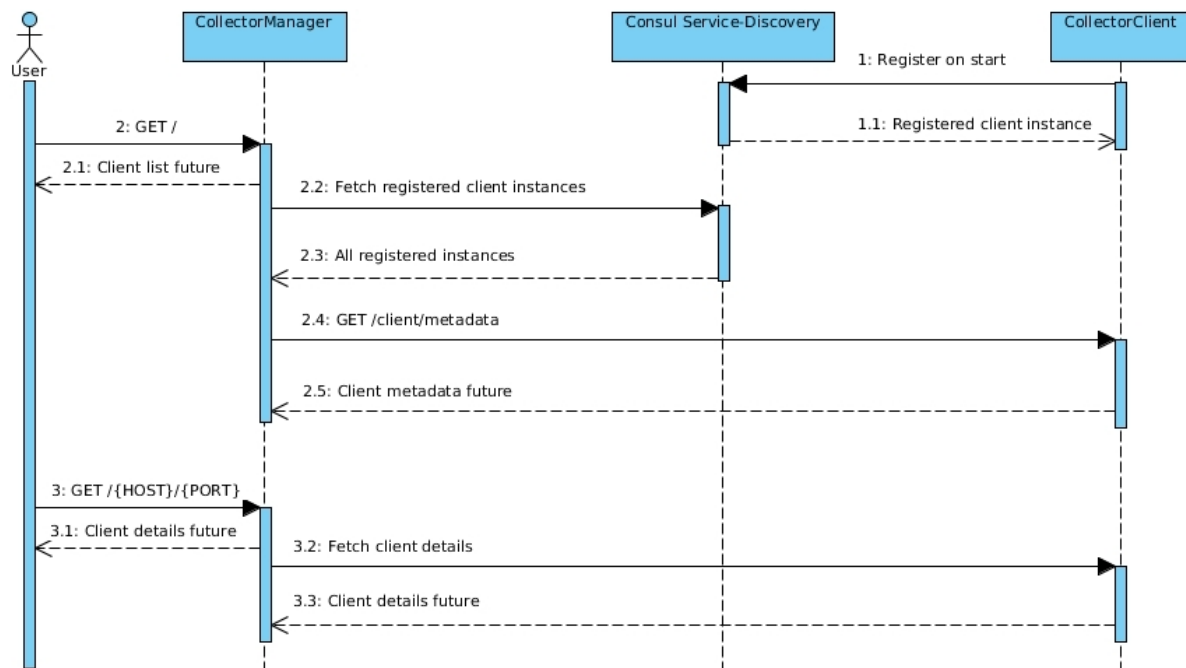 CollectorManager
Consul Service-Discovery
CollectorClient
User
1: Register on start
1.1: Registered client instance
2: GET /
2.1: Client list future
2.2: Fetch registered client instances
2.3: All registered instances
2.4: GET /client/metadata
2.5: Client metadata future
3: GET /{HOST}/{PORT}
3.1: Client details future
3.2: Fetch client details
3.3: Client details future